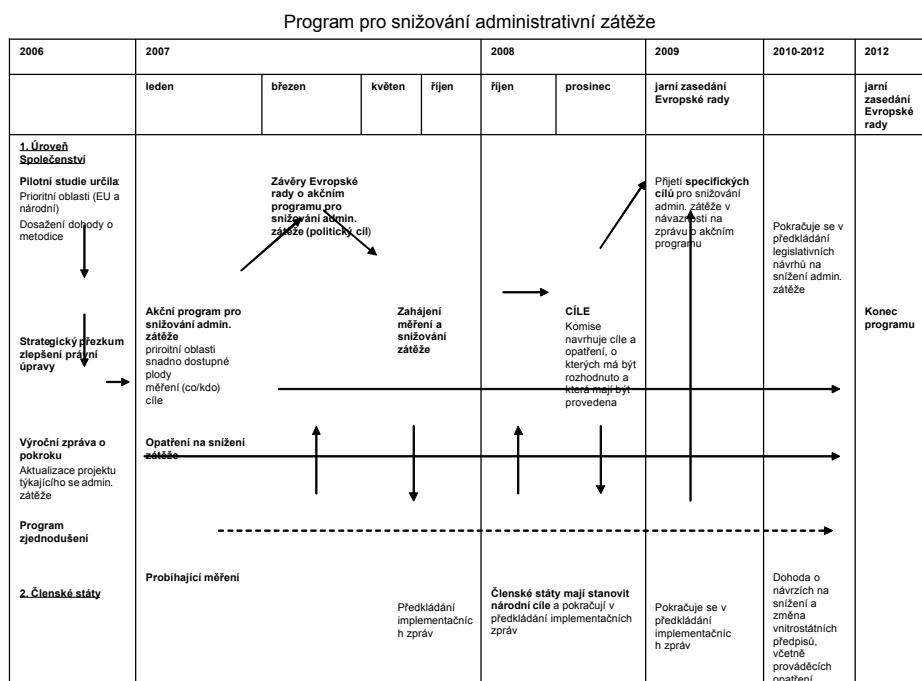 Program pro snižování administrativní zátěže
2006
2007
2008
2009
2010-2012
2012
leden
březen
květen
říjen
říjen
prosinec
jarní zasedání
Evropské rady
jarní
zasedání
Evropské
rady
1. Úroveň
Společenství
Pilotní studie určila:
Prioritní oblasti (EU a
národní)
Dosažení dohody o
metodice
Strategický přezkum
zlepšení právní
úpravy
Výroční zpráva o
pokroku
Aktualizace projektu
týkajícího se admin.
zátěže
Program
zjednodušení
2. Členské státy
Akční program pro
snižování admin.
zátěže
priroitní oblasti
snadno dostupné
plody
měření (co/kdo)
cíle
Opatření na snížení
zátěže
Probíhající měření
Závěry Evropské
rady o akčním
programu pro
snižování admin.
zátěže (politický cíl)
Zahájení
měření a
snižování
zátěže
Předkládání
implementačníc
h zpráv
CÍLE
Komise
navrhuje cíle a
opatření, o
kterých má být
rozhodnuto a
která mají být
provedena
Členské státy mají stanovit
národní cíle a pokračují v
předkládání implementačních
zpráv
Přijetí specifických
cílů pro snižování
admin. zátěže v
návaznosti na
zprávu o akčním
programu
Pokračuje se v
předkládání
implementačníc
h zpráv
Pokračuje se v
předkládání
legislativních
návrhů na
snížení admin.
zátěže
Dohoda o
návrzích na
snížení a
změna
vnitrostátních
předpisů,
včetně
prováděcích
opatření
Konec
programu